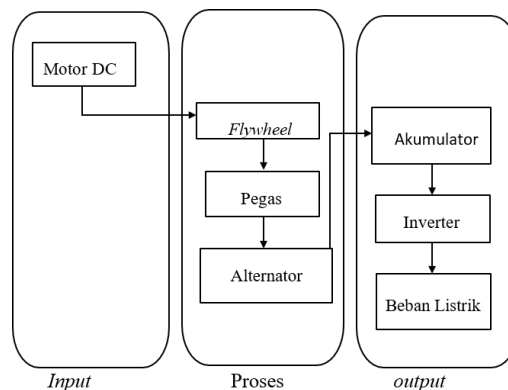 Motor DC
Flywheel
Pegas
Alternator
Akumulator
Inverter
Beban Listrik
Input
Proses
output